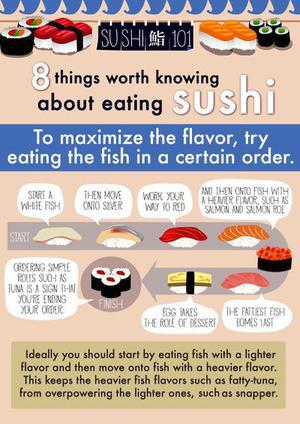 SUSHI 鮨 101
8 things worth knowing
about eating sushi
To maximize the flavor, try
eating the fish in a certain order.
START A
WHITE FISH
THEN MOVE
ONTO SILVER
WORK YOUR
WAY TO RED
AND THEN ONTO FISH WITH
A HEAVIER FLAVOR, SUCH AS
SALMON AND SALMON ROE
START
ORDERING SIMPLE
ROLLS SUCH AS
TUNA IS A SIGN THAT
YOU'RE ENDING
YOUR ORDER.
FINISH
EGG TAKES
THE ROLE OF DESSERT
THE FATTIEST FISH
COMES LAST
Ideally you should start by eating fish with a lighter
flavor and then move onto fish with a heavier flavor.
This keeps the heavier fish flavors such as fatty-tuna,
from overpowering the lighter ones, such as snapper.